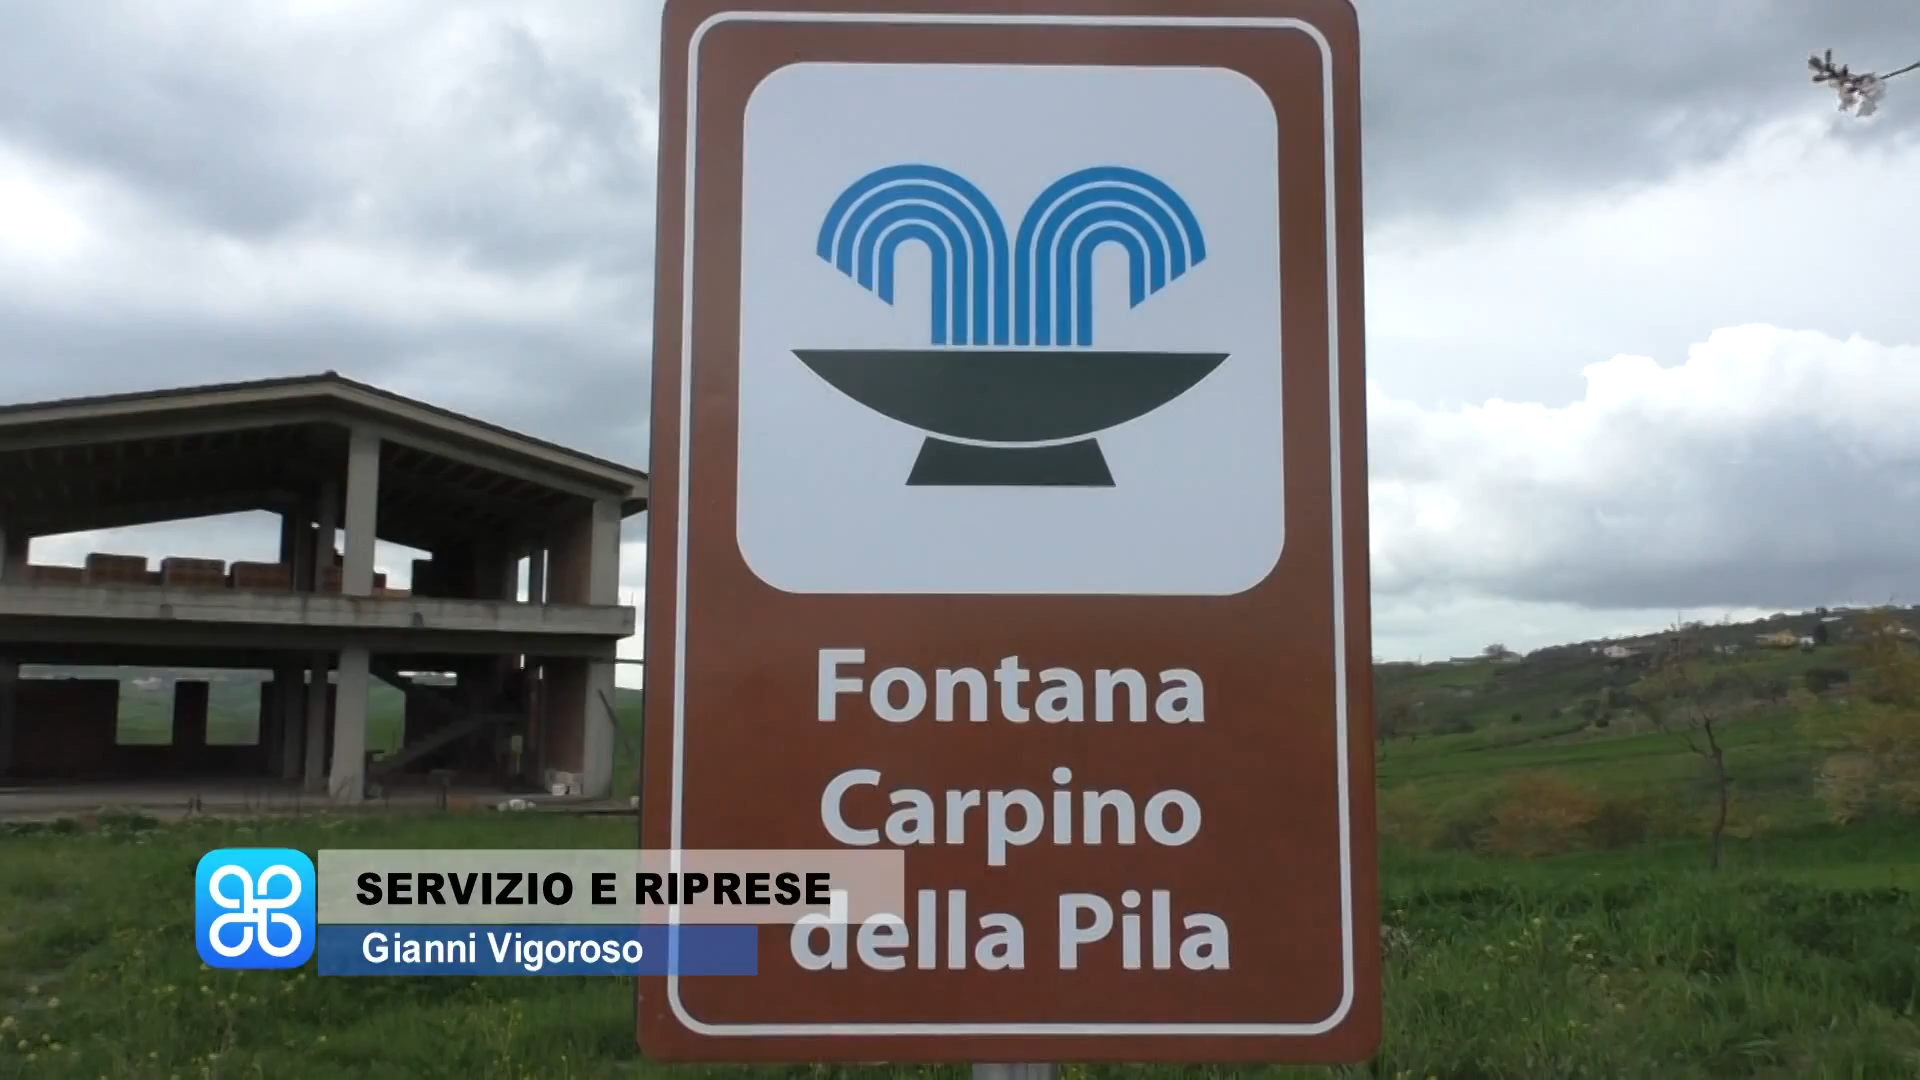 Fontana
Carpino
della Pila
SERVIZIO E RIPRESE
Gianni Vigoroso